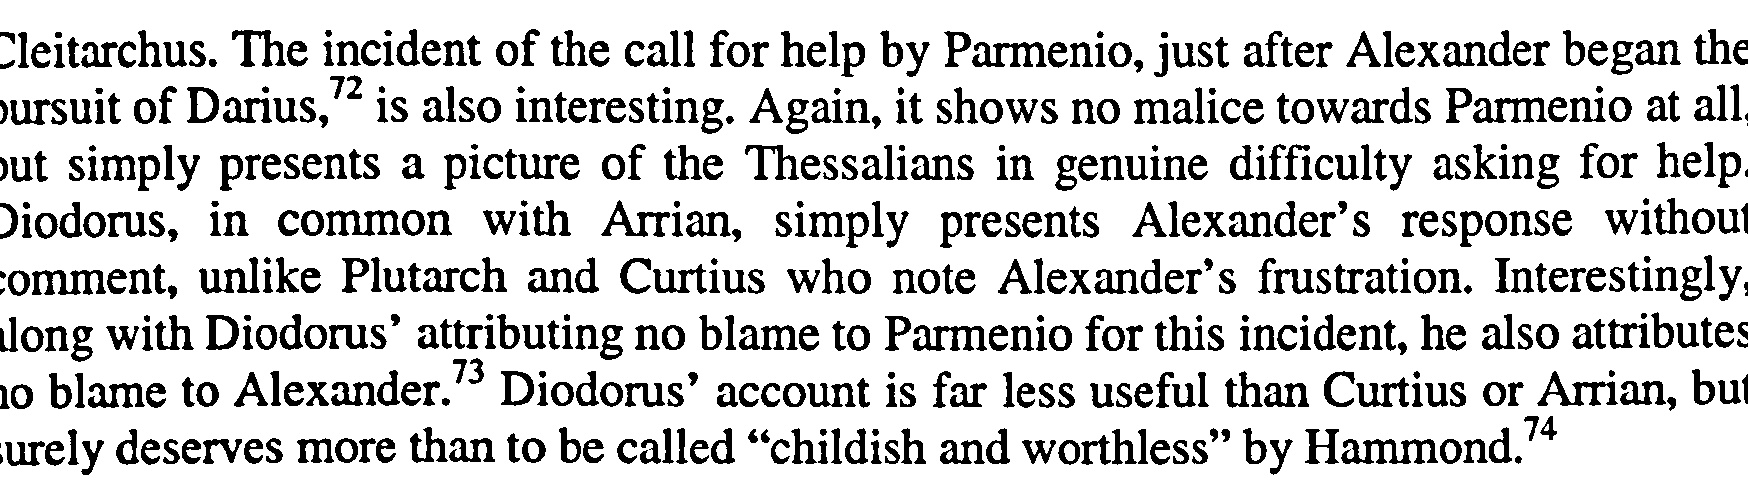 Cleitarchus. The incident of the call for help by Parmenio, just after Alexander began the
pursuit of Darius,72 is also interesting. Again, it shows no malice towards Parmenio at all,
but simply presents a picture of the Thessalians in genuine difficulty asking for help.
Diodorus, in common with Arrian, simply presents Alexander's response without
comment, unlike Plutarch and Curtius who note Alexander's frustration. Interestingly,
along with Diodorus' attributing no blame to Parmenio for this incident, he also attributes
no blame to Alexander.73 Diodorus' account is far less useful than Curtius or Arrian, but
surely deserves more than to be called “childish and worthless” by Hammond.74